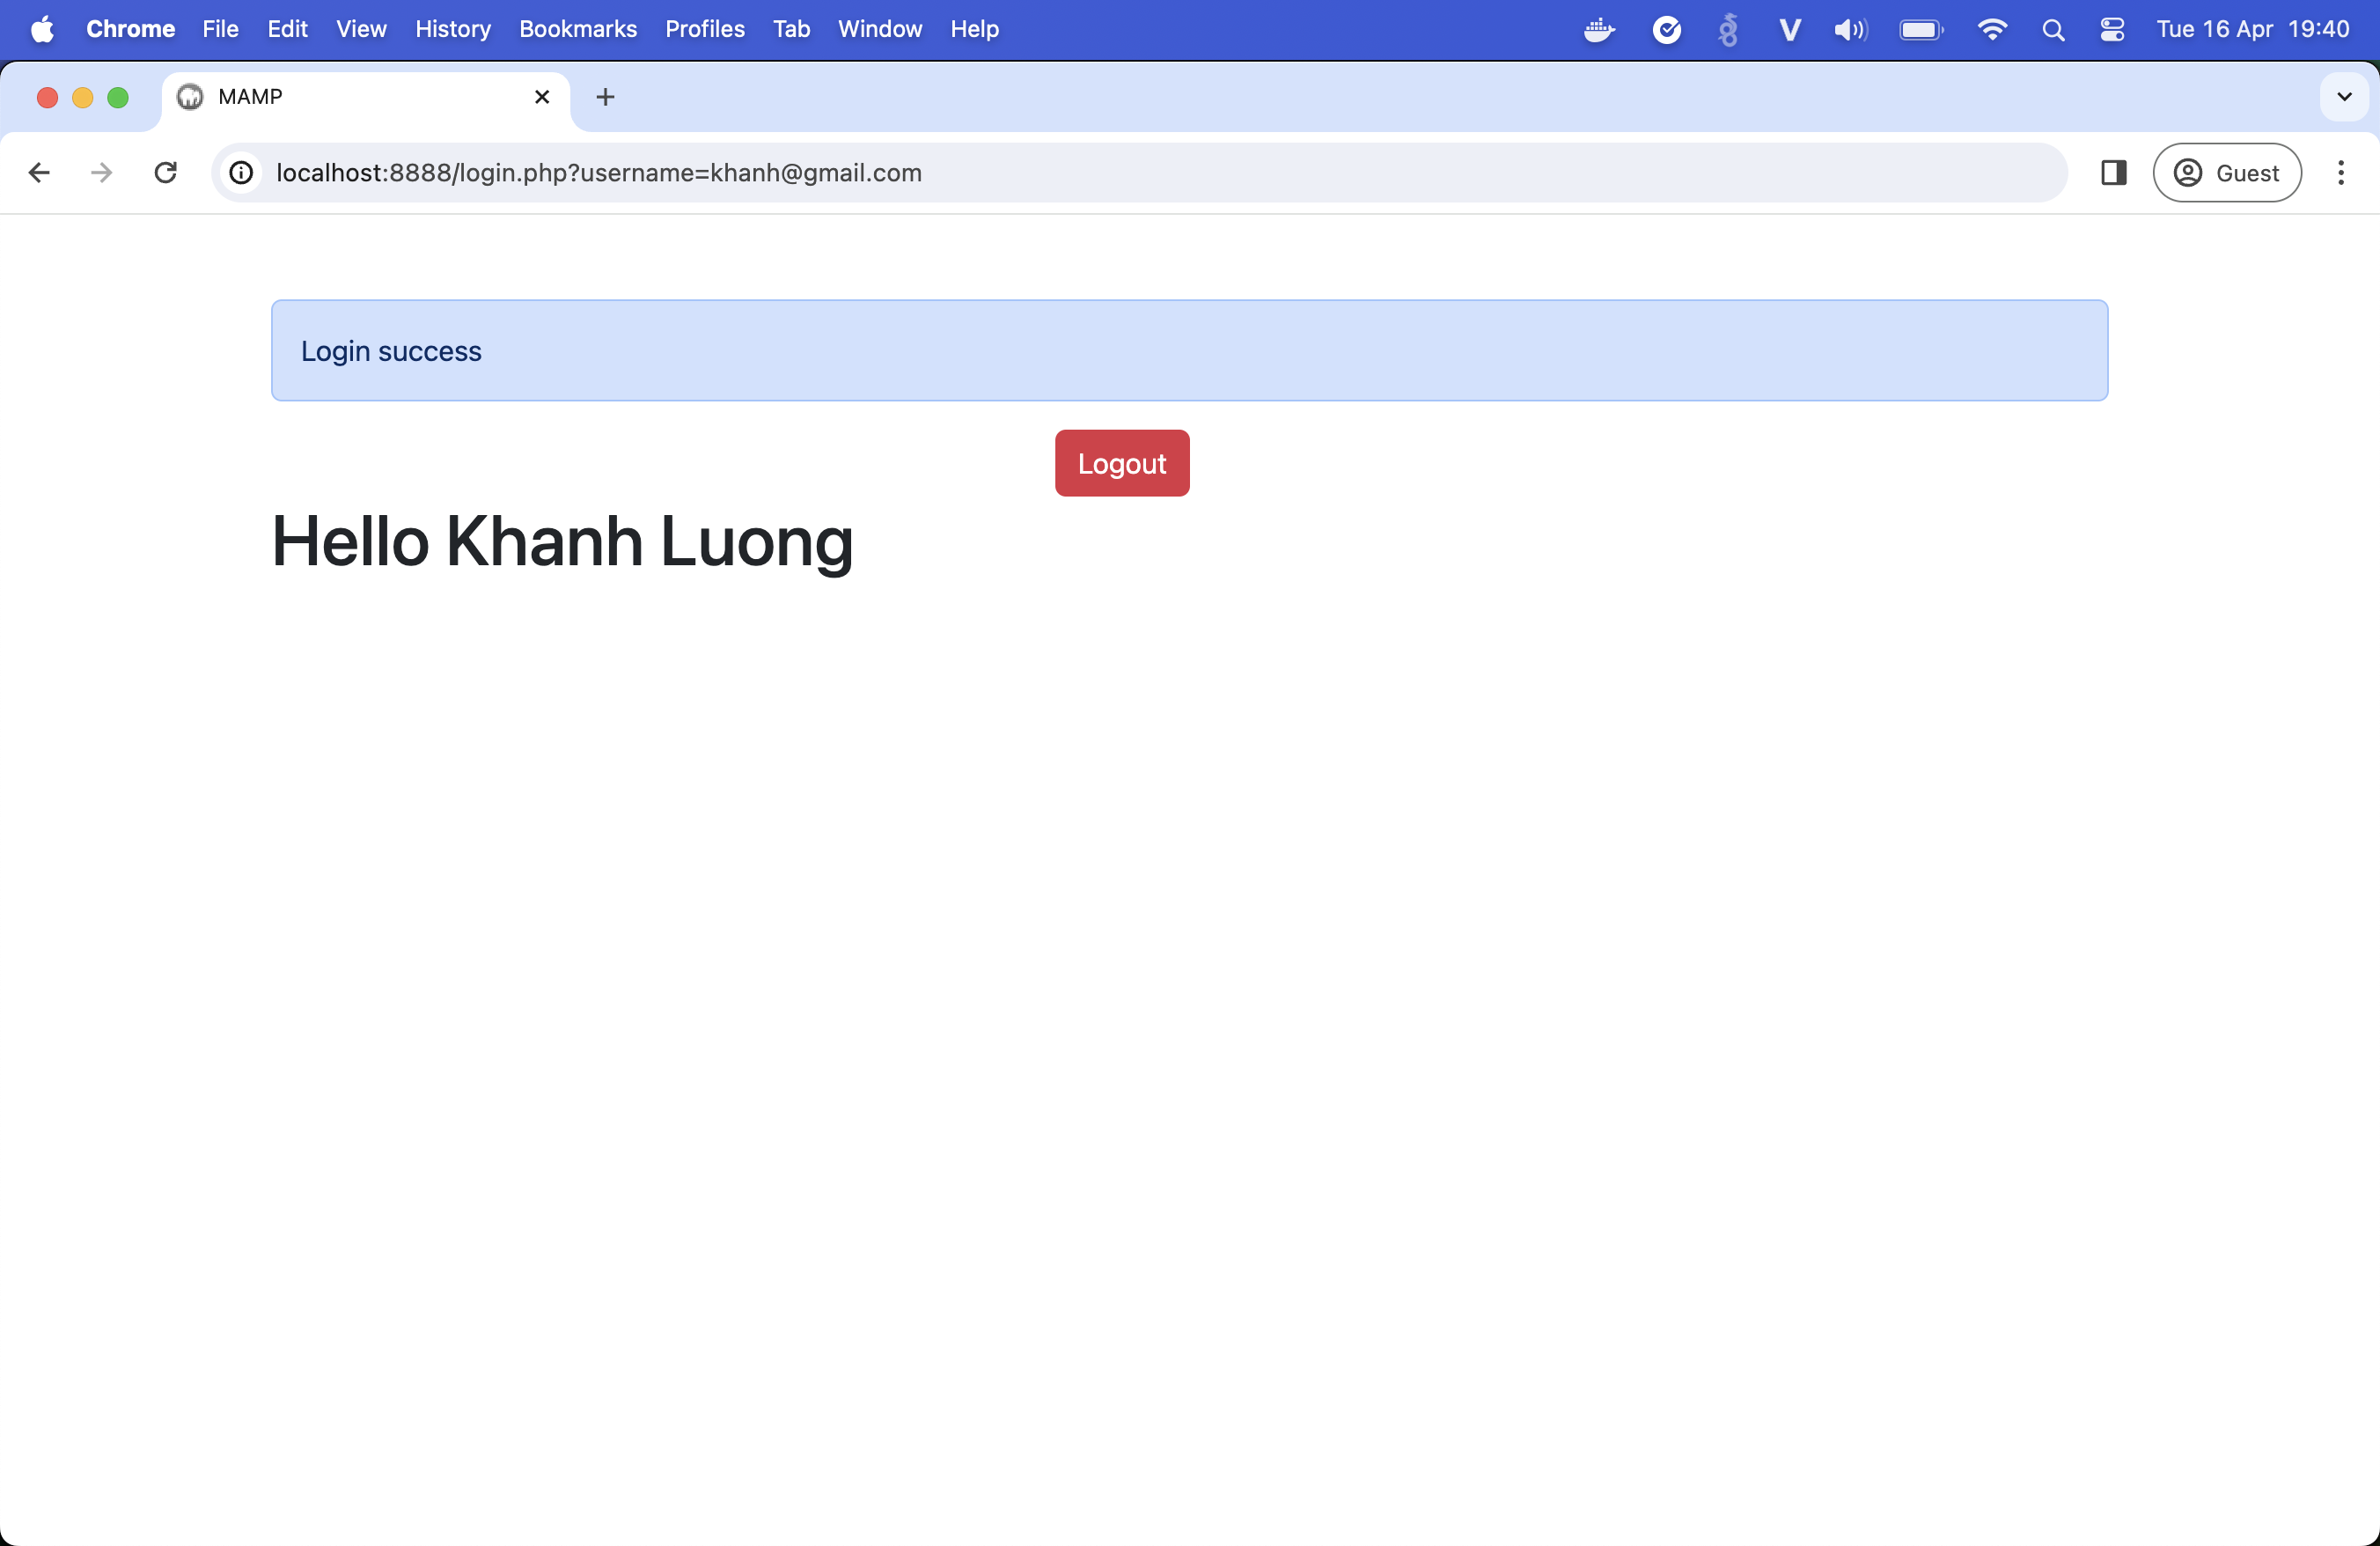 Chrome File Edit View History Bookmarks Profiles Tab Window Help Tue 16 Apr 19:40
MAMP
localhost:8888/login.php?username=khanh@gmail.com Guest
Login success
Logout
Hello Khanh Luong